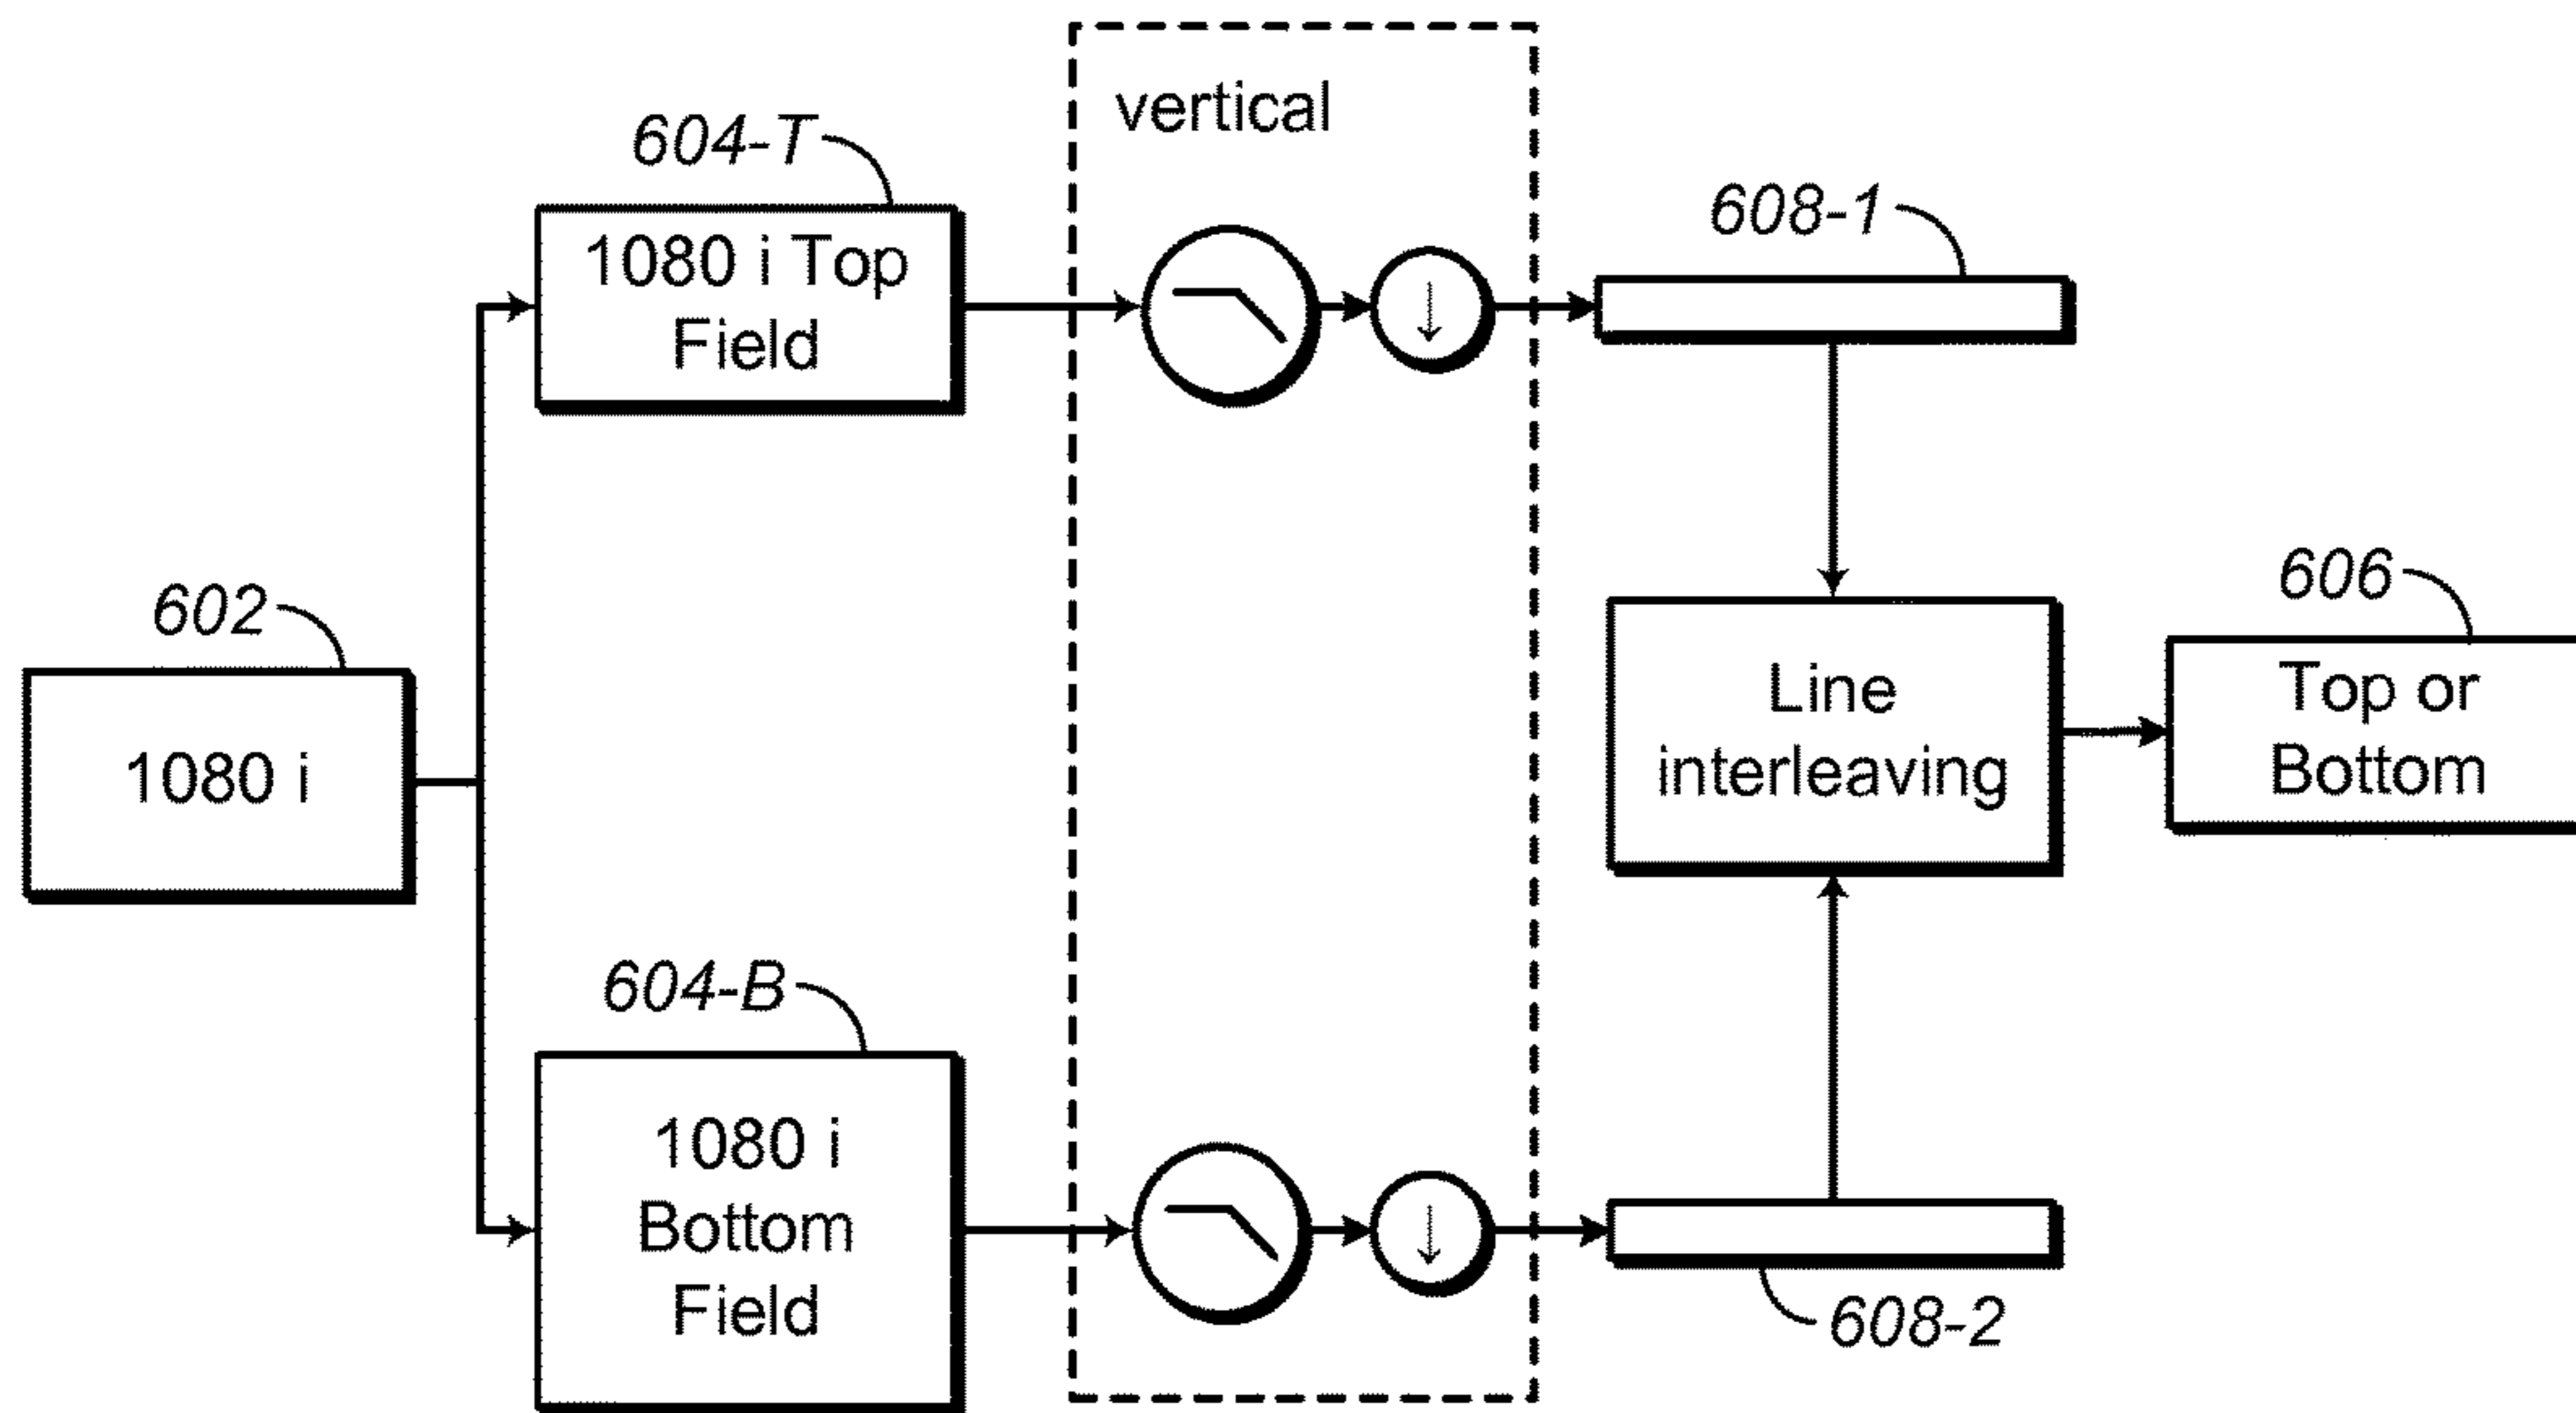 vertical
604-T
1080 i Top
Field
608-1
602
1080 i
Line
interleaving
606
Top or
Bottom
604-B
1080 i
Bottom
Field
608-2